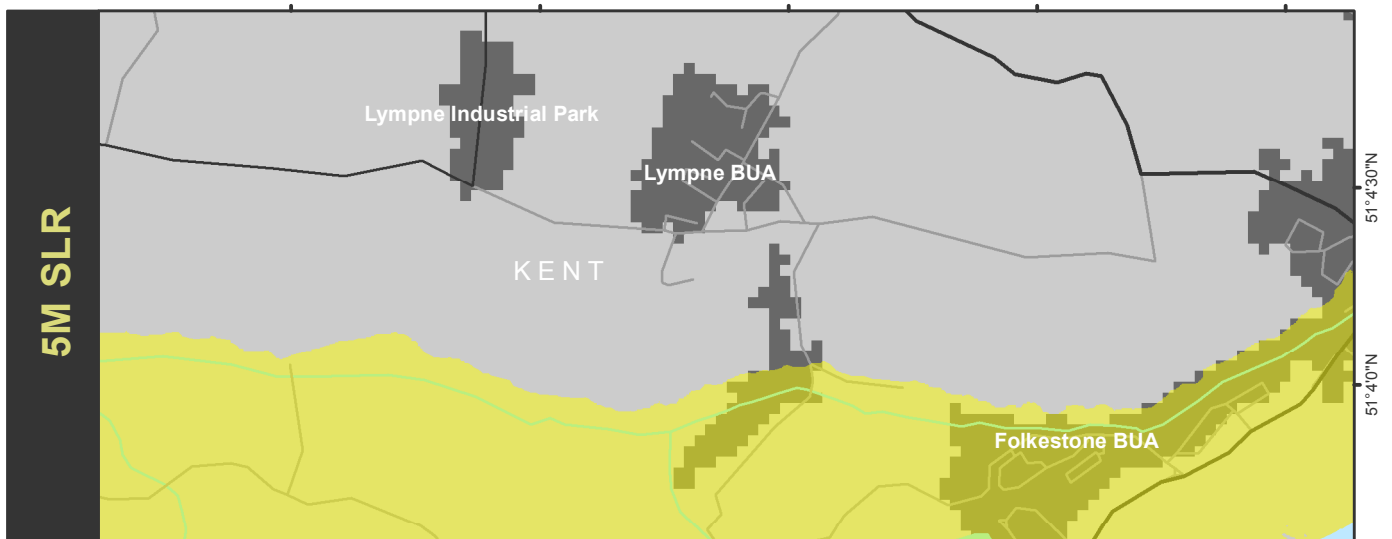 5M SLR
Lympne Industrial Park
Lympne BUA
KENT
Folkestone BUA
51°4'30"N
51°4'0"N